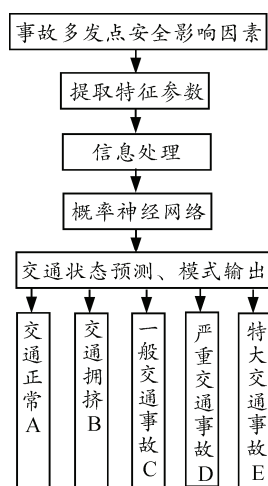 事故多发点安全影响因素
提取特征参数
信息处理
概率神经网络
交通状态预测、模式输出
交通正常A
交通拥挤B
一般交通事故C
严重交通事故D
特大交通事故E